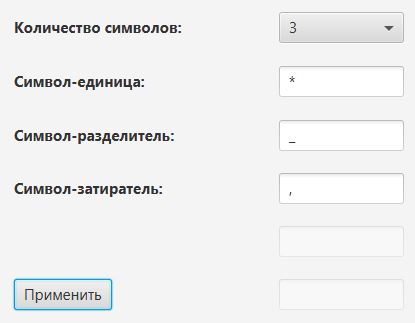 Количество символов: 3
Символ-единица: *
Символ-разделитель: _
Символ-затиратель: ,
Применить